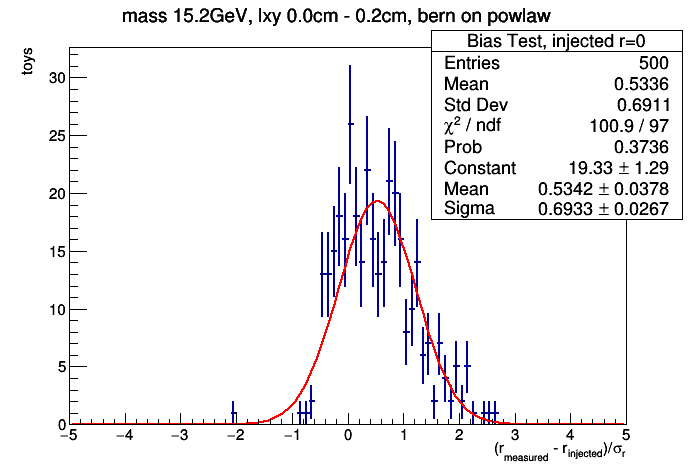 mass 15.2GeV, lxy 0.0cm - 0.2cm, bern on powlaw
Bias Test, injected r=0
Entries 500
Mean 0.5336
Std Dev 0.6911
χ² / ndf 100.9 / 97
Prob 0.3736
Constant 19.33 ± 1.29
Mean 0.5342 ± 0.0378
Sigma 0.6933 ± 0.0267
toys
30
25
20
15
10
5
0
−5 −4 −3 −2 −1 0 1 2 3 4 5
(r_measured - r_injected)/σ_r